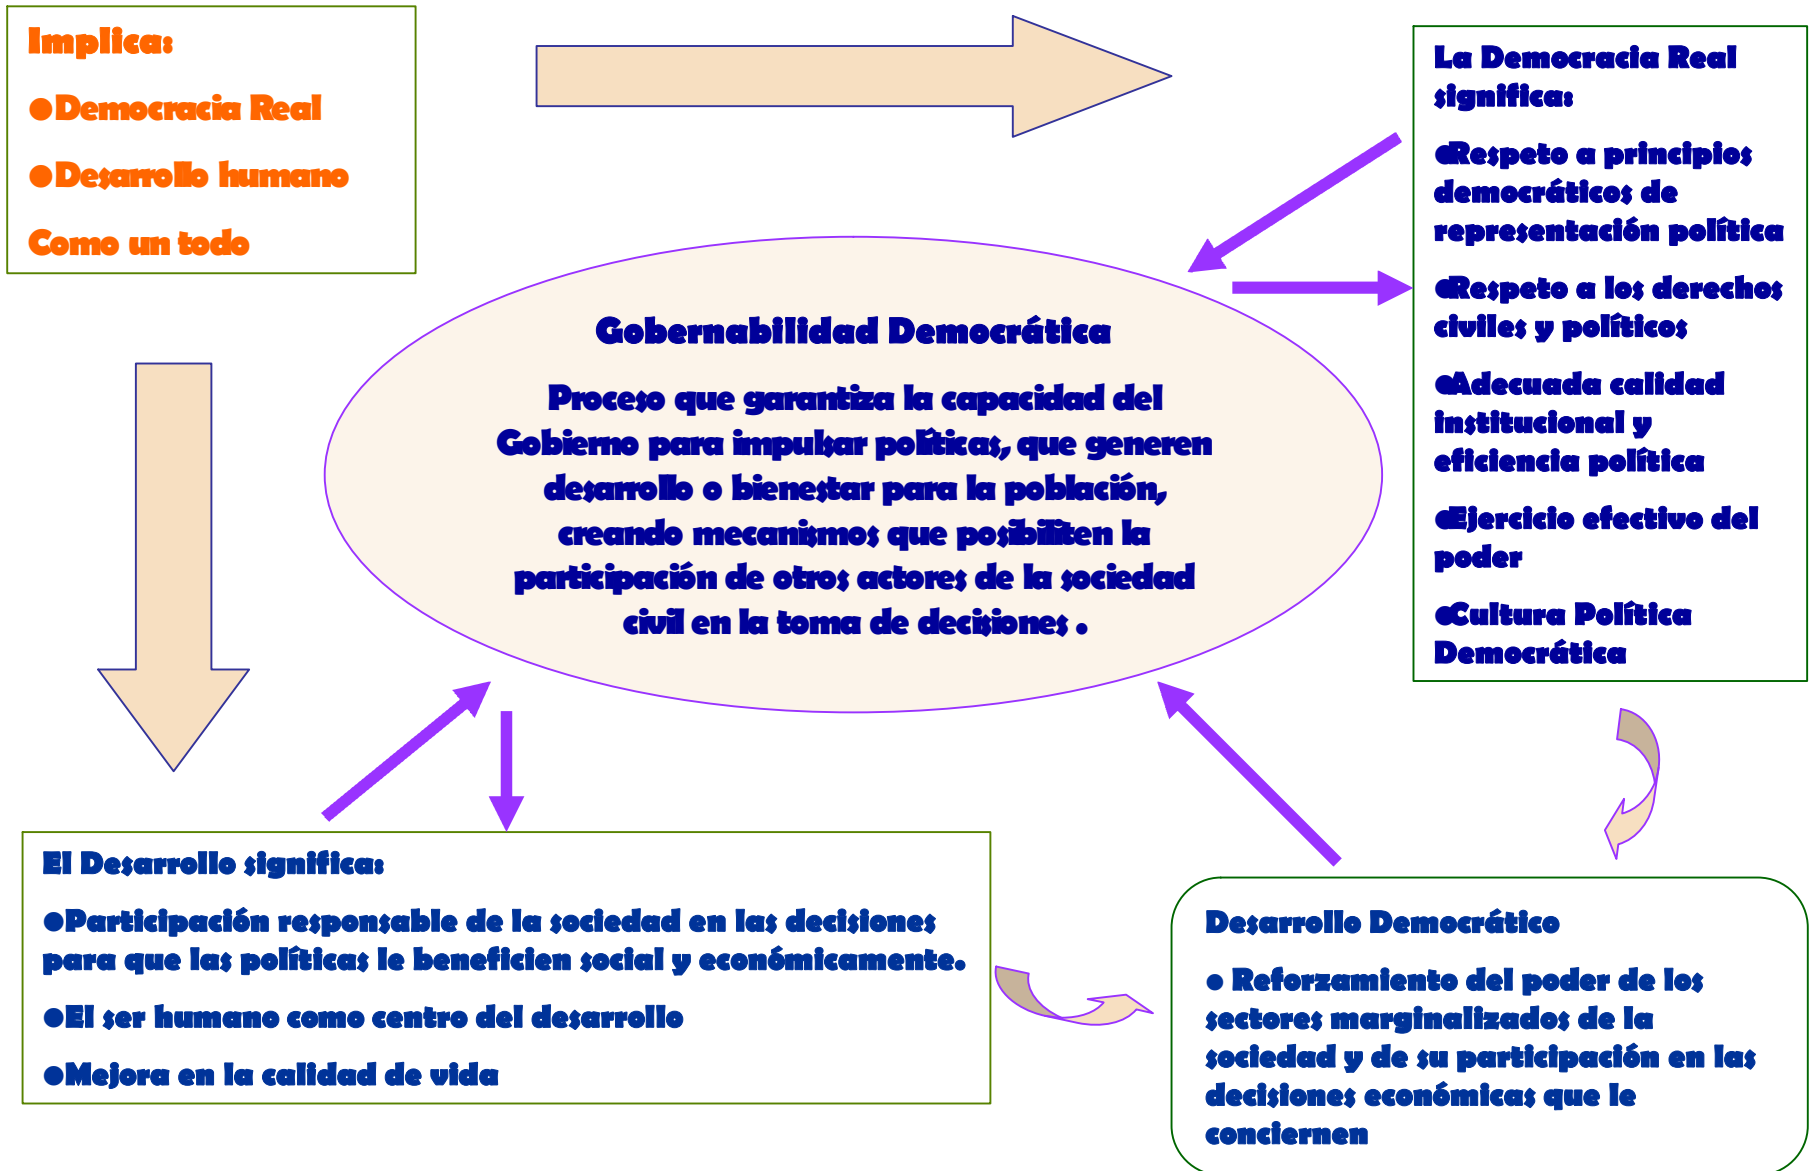 Implica:
●Democracia Real
●Desarrollo humano
Como un todo
La Democracia Real
significa:
●Respeto a principios
democráticos de
representación política
●Respeto a los derechos
civiles y políticos
●Adecuada calidad
institucional y
eficiencia política
●Ejercicio efectivo del
poder
●Cultura Política
Democrática
Gobernabilidad Democrática
Proceso que garantiza la capacidad del
Gobierno para impulsar políticas, que generen
desarrollo o bienestar para la población,
creando mecanismos que posibiliten la
participación de otros actores de la sociedad
civil en la toma de decisiones .
El Desarrollo significa:
●Participación responsable de la sociedad en las decisiones
para que las políticas le beneficien social y económicamente.
●El ser humano como centro del desarrollo
●Mejora en la calidad de vida
Desarrollo Democrático
● Reforzamiento del poder de los
sectores marginalizados de la
sociedad y de su participación en las
decisiones económicas que le
conciernen